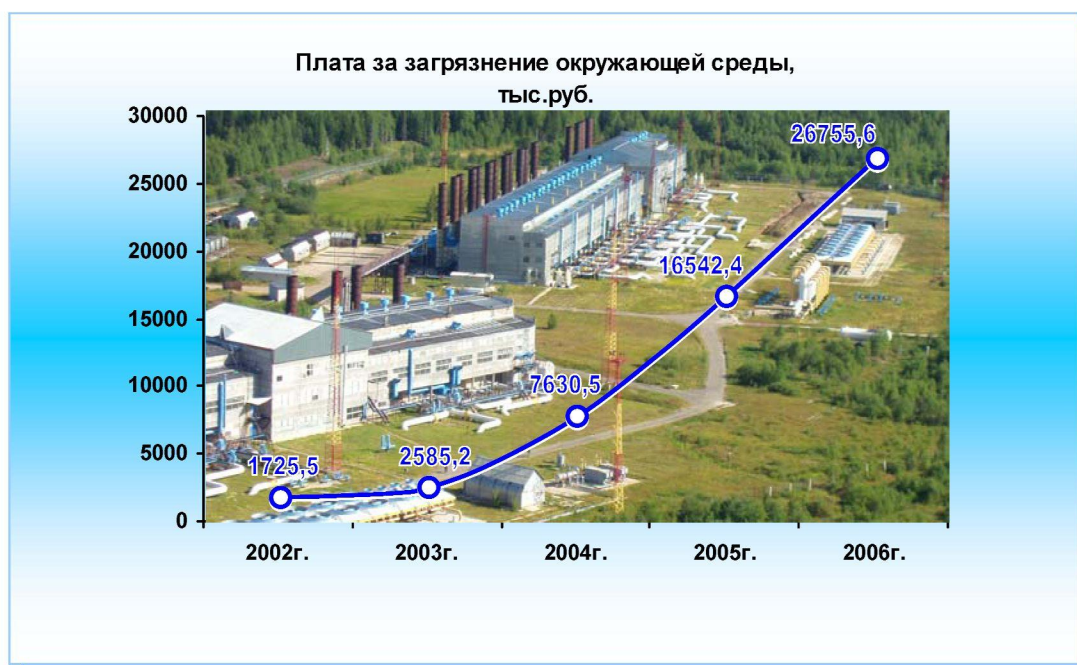 Плата за загрязнение окружающей среды,
тыс.руб.
30000
25000
20000
15000
10000
5000
0
1725,5
2585,2
7630,5
16542,4
26755,6
2002г.
2003г.
2004г.
2005г.
2006г.